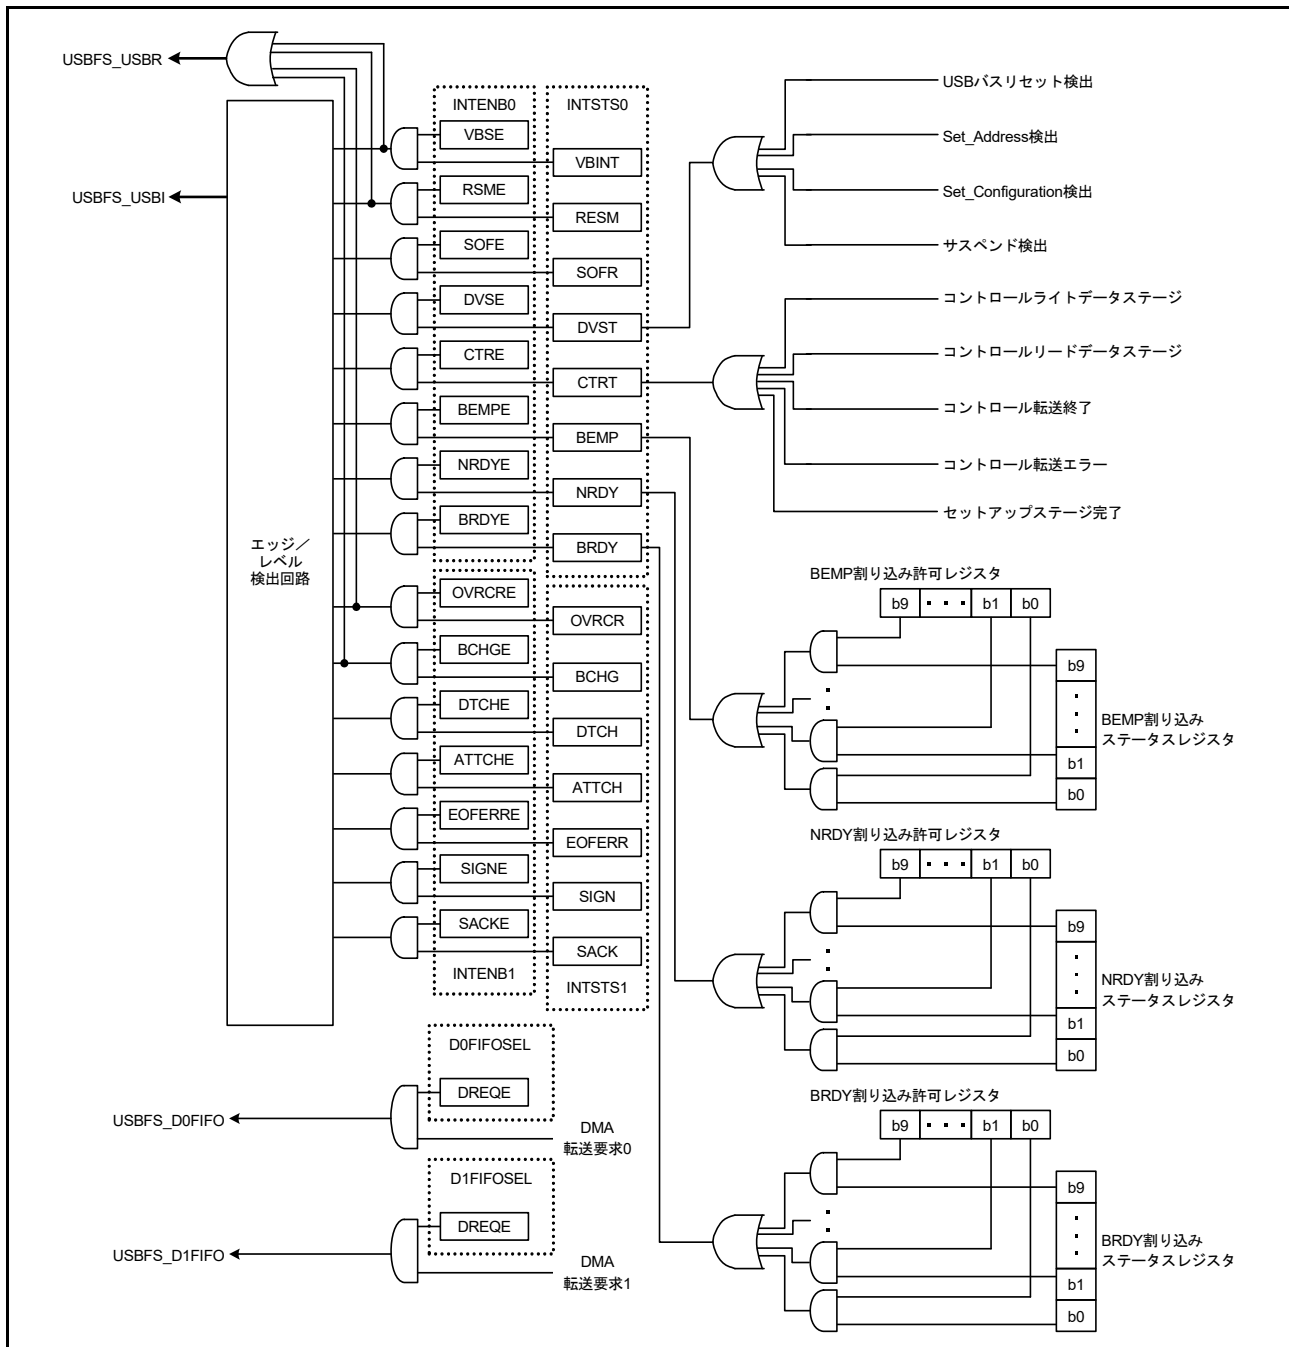 USBFS_USBR
USBFS_USBI
エッジ／
レベル
検出回路
INTENB0
VBSE
RSME
SOFE
DVSE
CTRE
BEMPE
NRDYE
BRDYE
OVRCRE
BCHGE
DTCHE
ATTCHE
EOFERRE
SIGNE
SACKE
INTENB1
INTSTS0
VBINT
RESM
SOFR
DVST
CTRT
BEMP
NRDY
BRDY
OVRCR
BCHG
DTCH
ATTCH
EOFERR
SIGN
SACK
INTSTS1
USBバスリセット検出
Set_Address検出
Set_Configuration検出
サスペンド検出
コントロールライトデータステージ
コントロールリードデータステージ
コントロール転送終了
コントロール転送エラー
セットアップステージ完了
BEMP割り込み許可レジスタ
b9 ・・・ b1 b0
b9
・
・
・
b1
b0
BEMP割り込み
ステータスレジスタ
NRDY割り込み許可レジスタ
b9 ・・・ b1 b0
b9
・
・
・
b1
b0
NRDY割り込み
ステータスレジスタ
BRDY割り込み許可レジスタ
b9 ・・・ b1 b0
b9
・
・
・
b1
b0
BRDY割り込み
ステータスレジスタ
D0FIFOSEL
DREQE
USBFS_D0FIFO
DMA
転送要求0
D1FIFOSEL
DREQE
USBFS_D1FIFO
DMA
転送要求1